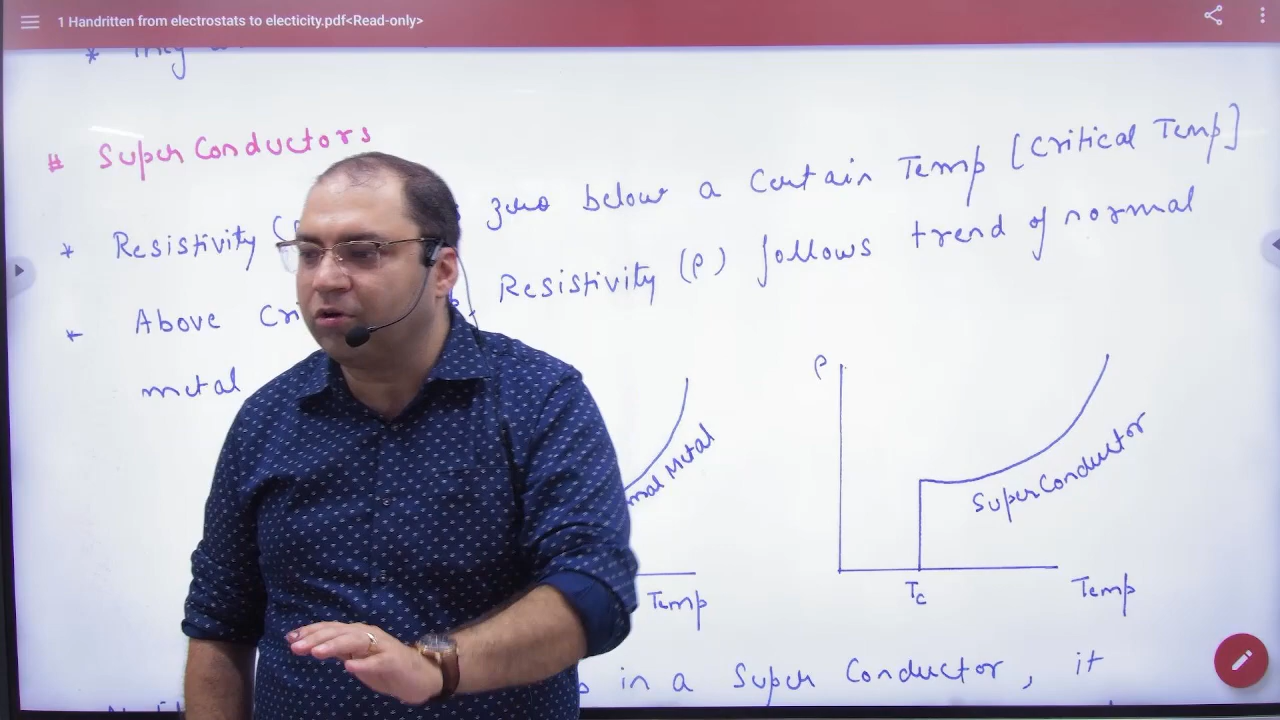 1 Handritten from electrostats to electicity.pdf<Read-only>
* They
# Super Conductors
* Resistivity zero below a Certain Temp [Critical Temp]
* Above Resistivity (ρ) follows trend of normal
metal
Metal
Temp
ρ
Super Conductor
Tc
Temp
in a Super Conductor, it